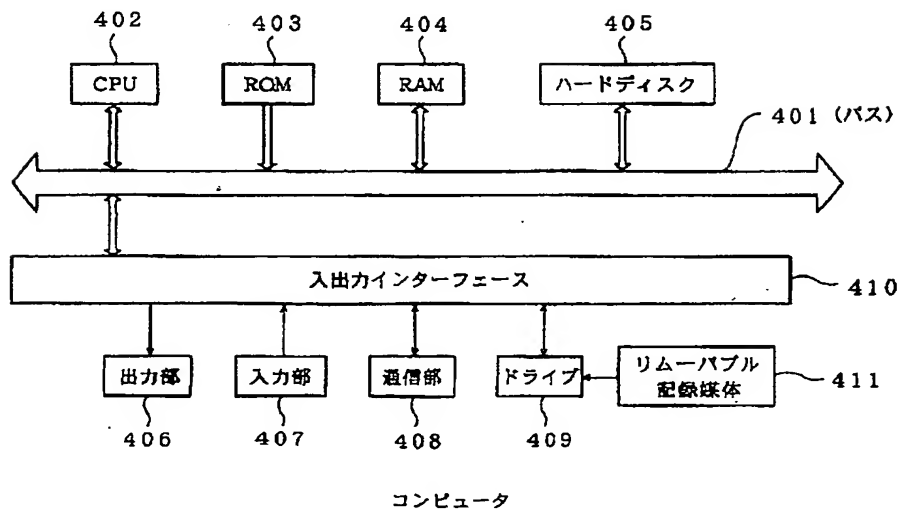 402 403 404 405
CPU ROM RAM ハードディスク
401 (バス)
入出力インターフェース
410
出力部 入力部 通信部 ドライブ リムーバブル
記録媒体
411
406 407 408 409
コンピュータ